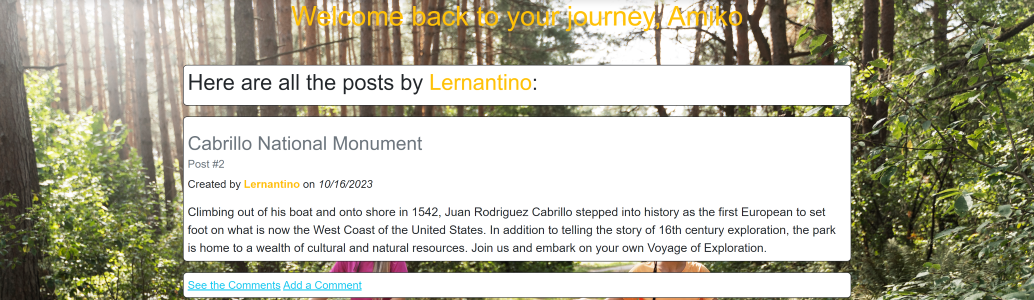 Welcome back to your journey, Amiko
Here are all the posts by Lernantino:
Cabrillo National Monument
Post #2
Created by Lernantino on 10/16/2023
Climbing out of his boat and onto shore in 1542, Juan Rodriguez Cabrillo stepped into history as the first European to set
foot on what is now the West Coast of the United States. In addition to telling the story of 16th century exploration, the park
is home to a wealth of cultural and natural resources. Join us and embark on your own Voyage of Exploration.
See the Comments Add a Comment